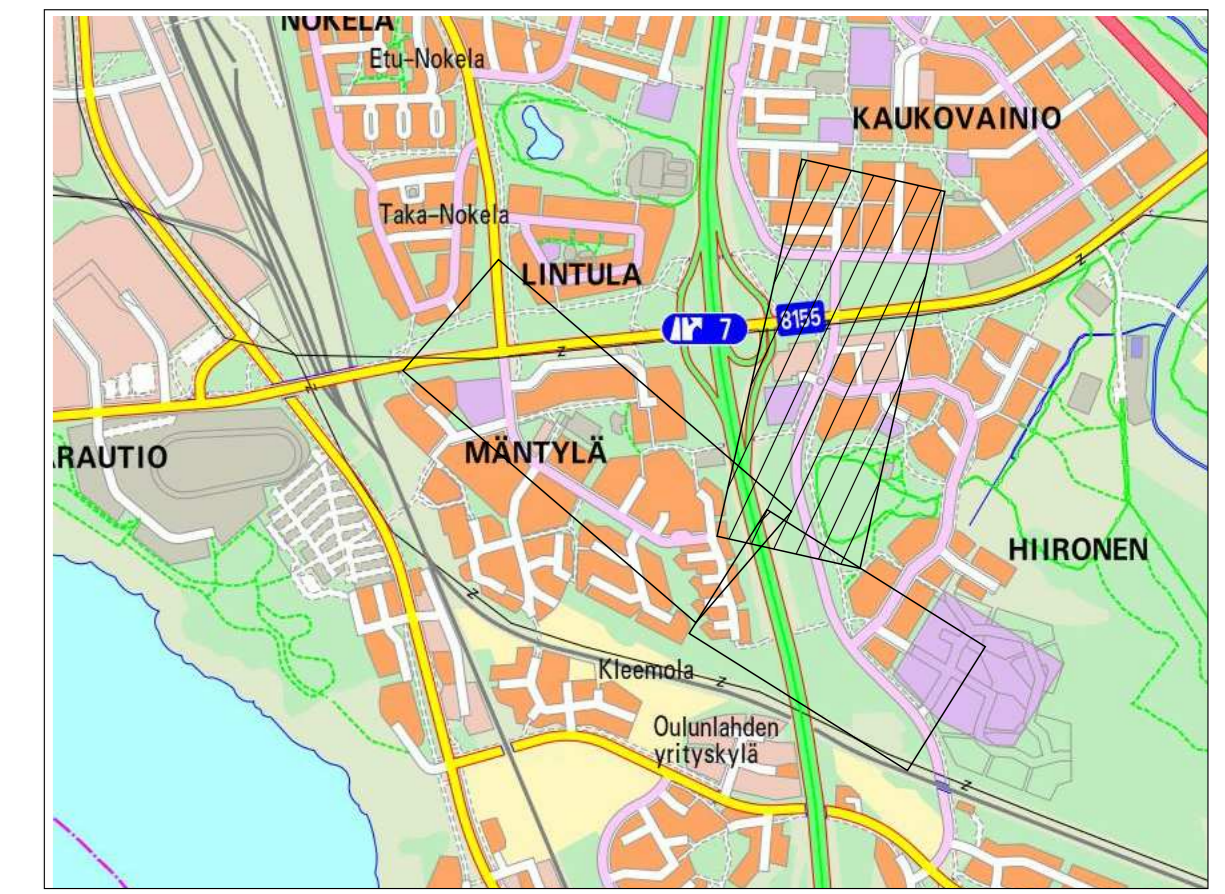 NOKELA
Etu-Nokela
KAUKOVAINIO
Taka-Nokela
LINTULA
7
8155
z
z
z
RAUTIO
MÄNTYLÄ
HIIRONEN
z
Kleemola
z
Oulunlahden
yrityskylä
z